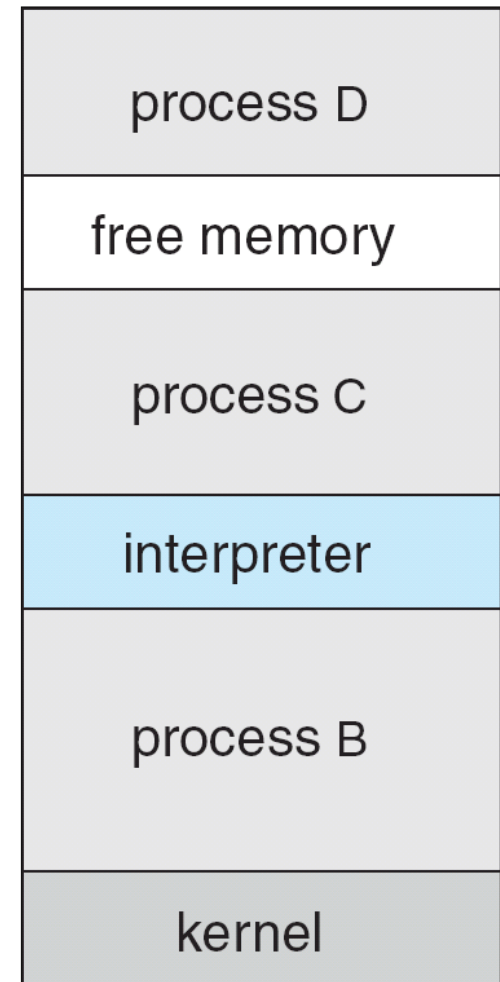 process D
free memory
process C
interpreter
process B
kernel